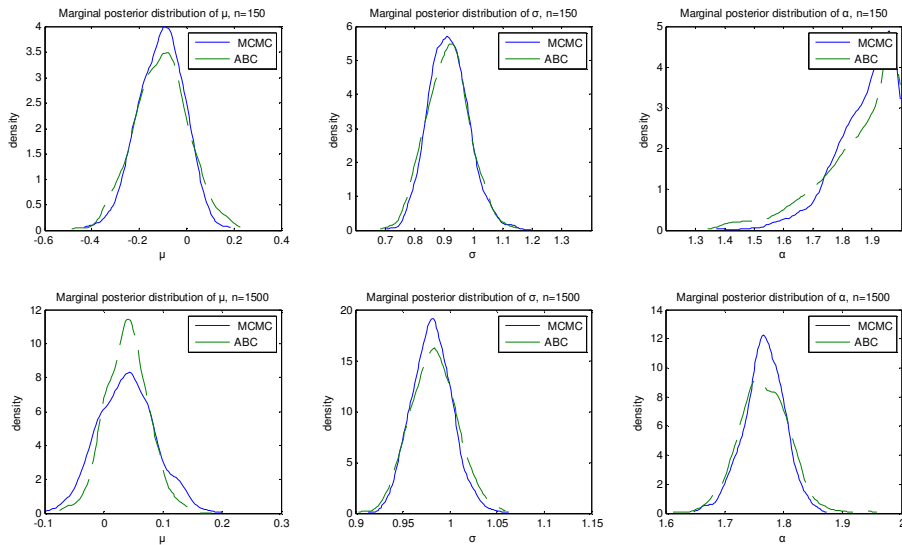 Marginal posterior distribution of μ, n=150
4
3.5
3
2.5
2
1.5
1
0.5
0
density
-0.6
-0.4
-0.2
0
0.2
0.4
μ
MCMC
ABC
Marginal posterior distribution of σ, n=150
6
5
4
3
2
1
0
density
0.7
0.8
0.9
1
1.1
1.2
1.3
σ
MCMC
ABC
Marginal posterior distribution of α, n=150
5
4
3
2
1
0
density
1.3
1.4
1.5
1.6
1.7
1.8
1.9
α
MCMC
ABC
Marginal posterior distribution of μ, n=1500
12
10
8
6
4
2
0
density
-0.1
0
0.1
0.2
0.3
μ
MCMC
ABC
Marginal posterior distribution of σ, n=1500
20
15
10
5
0
density
0.9
0.95
1
1.05
1.1
1.15
σ
MCMC
ABC
Marginal posterior distribution of α, n=1500
14
12
10
8
6
4
2
0
density
1.6
1.7
1.8
1.9
2
α
MCMC
ABC